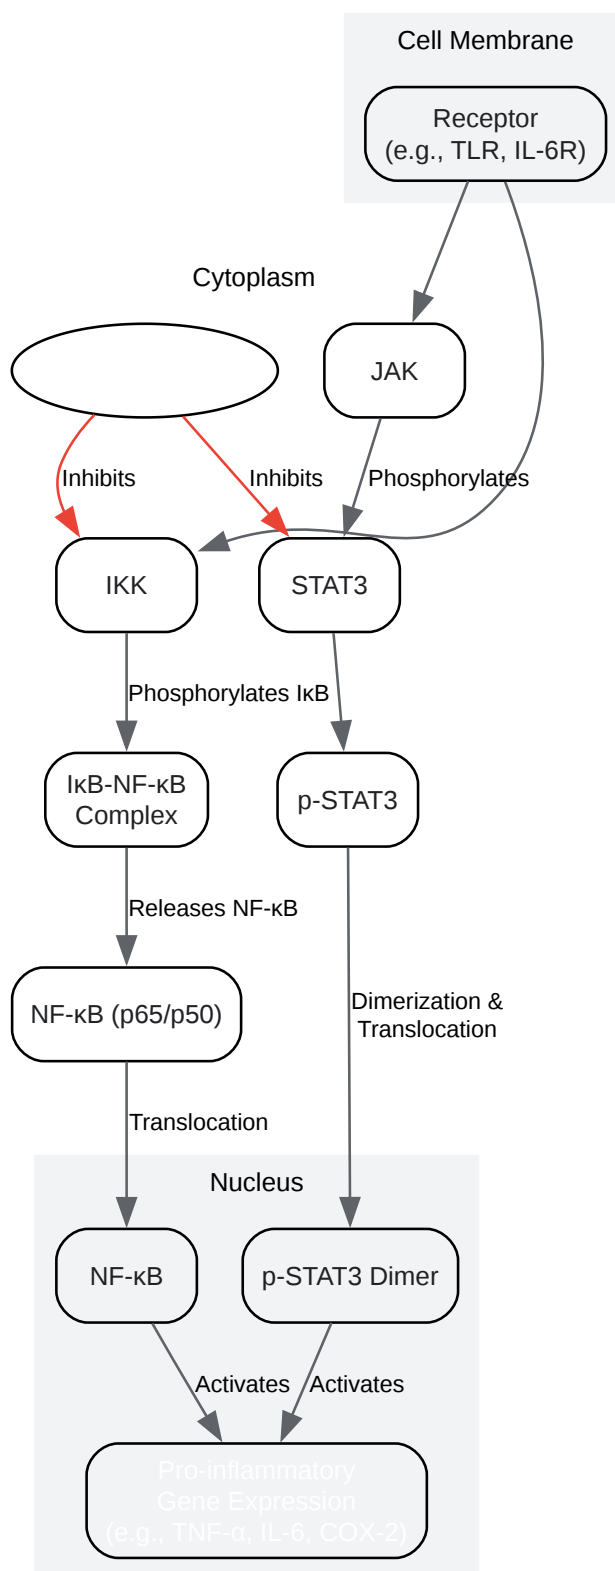 Cell Membrane
Receptor
(e.g., TLR, IL-6R)
Cytoplasm
JAK
Inhibits
Inhibits
Phosphorylates
IKK
STAT3
Phosphorylates IκB
IκB-NF-κB
Complex
p-STAT3
Releases NF-κB
NF-κB (p65/p50)
Dimerization &
Translocation
Translocation
Nucleus
NF-κB
p-STAT3 Dimer
Activates
Activates
Pro-inflammatory
Gene Expression
(e.g., TNF-α, IL-6, COX-2)